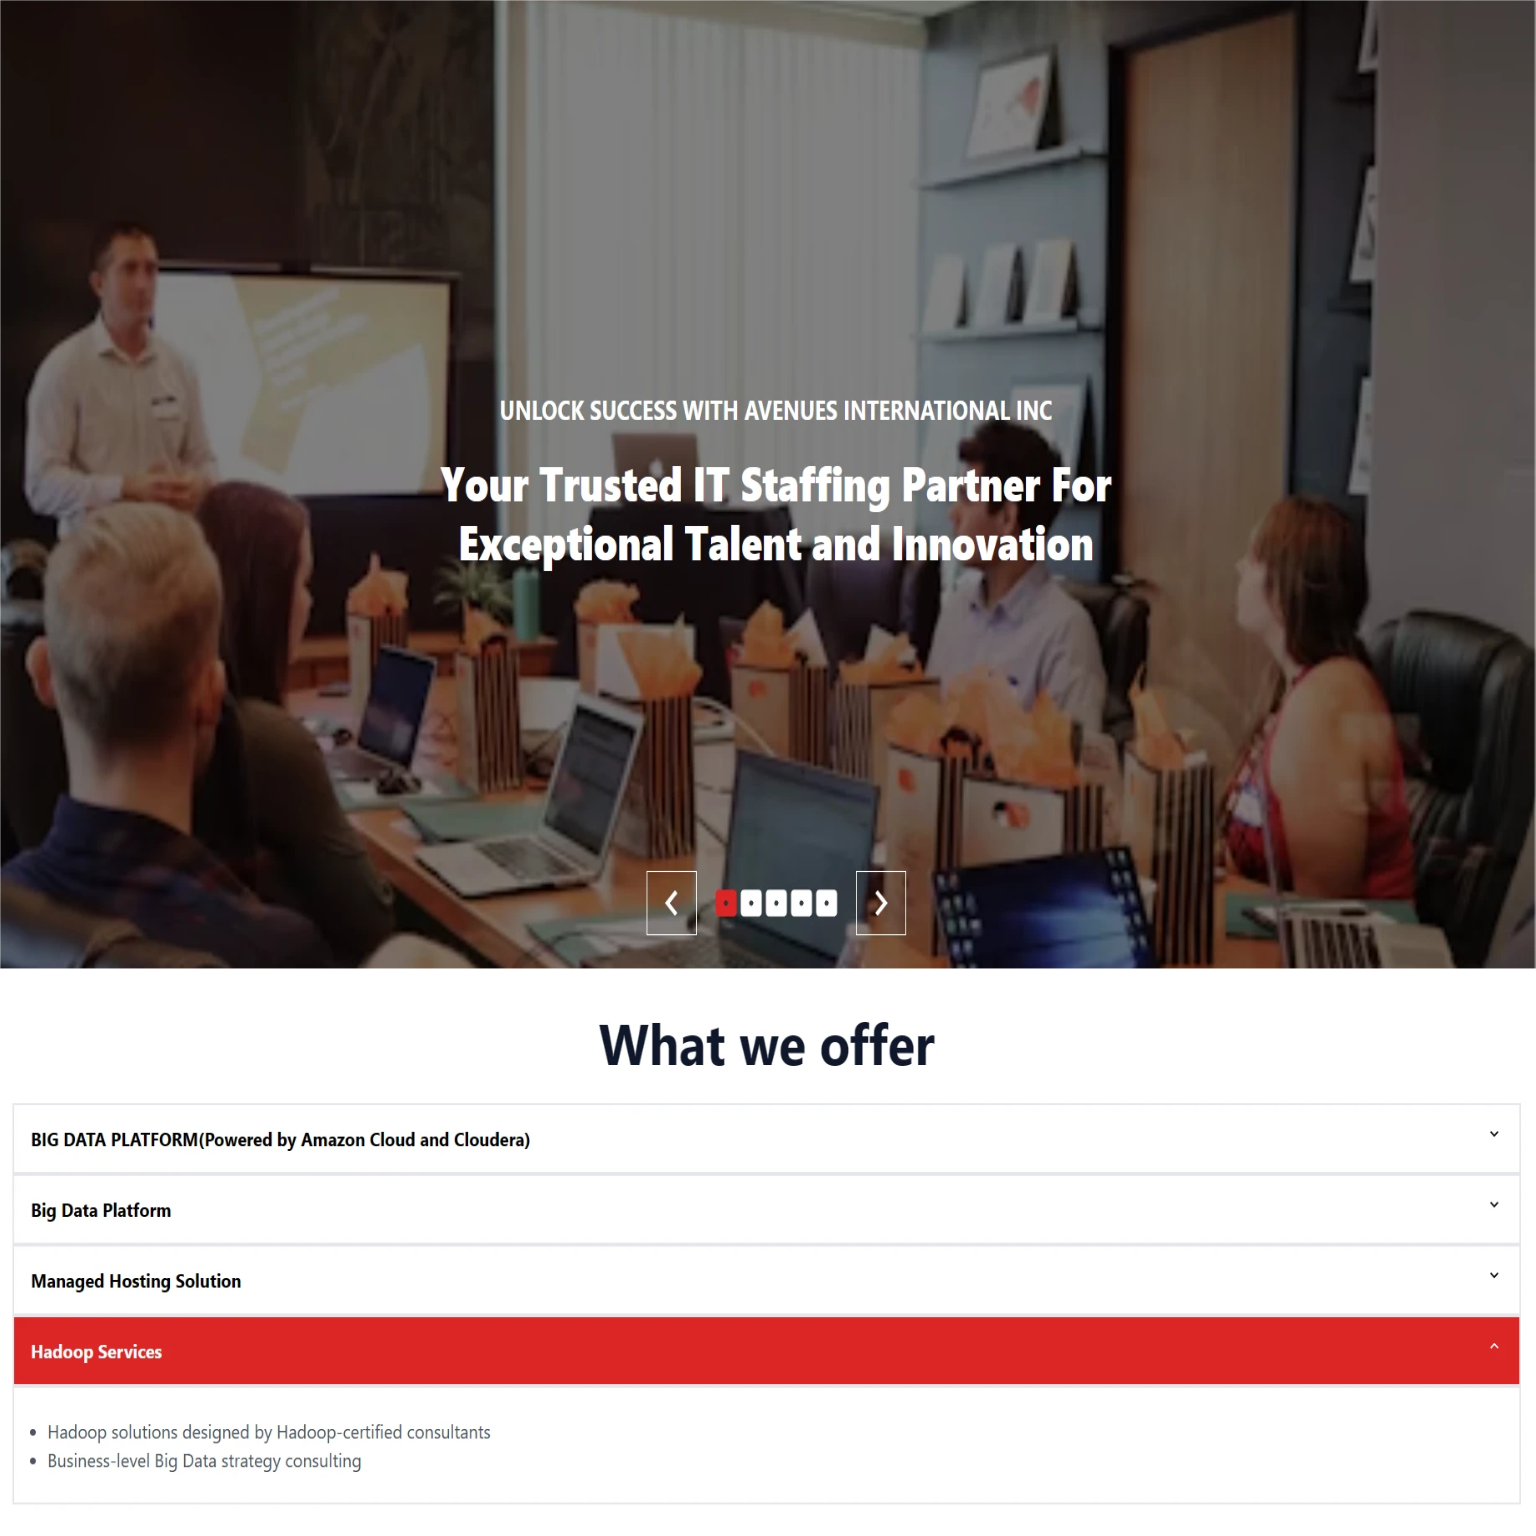 UNLOCK SUCCESS WITH AVENUES INTERNATIONAL INC
Your Trusted IT Staffing Partner For
Exceptional Talent and Innovation
What we offer
BIG DATA PLATFORM(Powered by Amazon Cloud and Cloudera)
Big Data Platform
Managed Hosting Solution
Hadoop Services
• Hadoop solutions designed by Hadoop-certified consultants
• Business-level Big Data strategy consulting